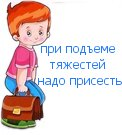 при подъеме
тяжестей
надо присесть